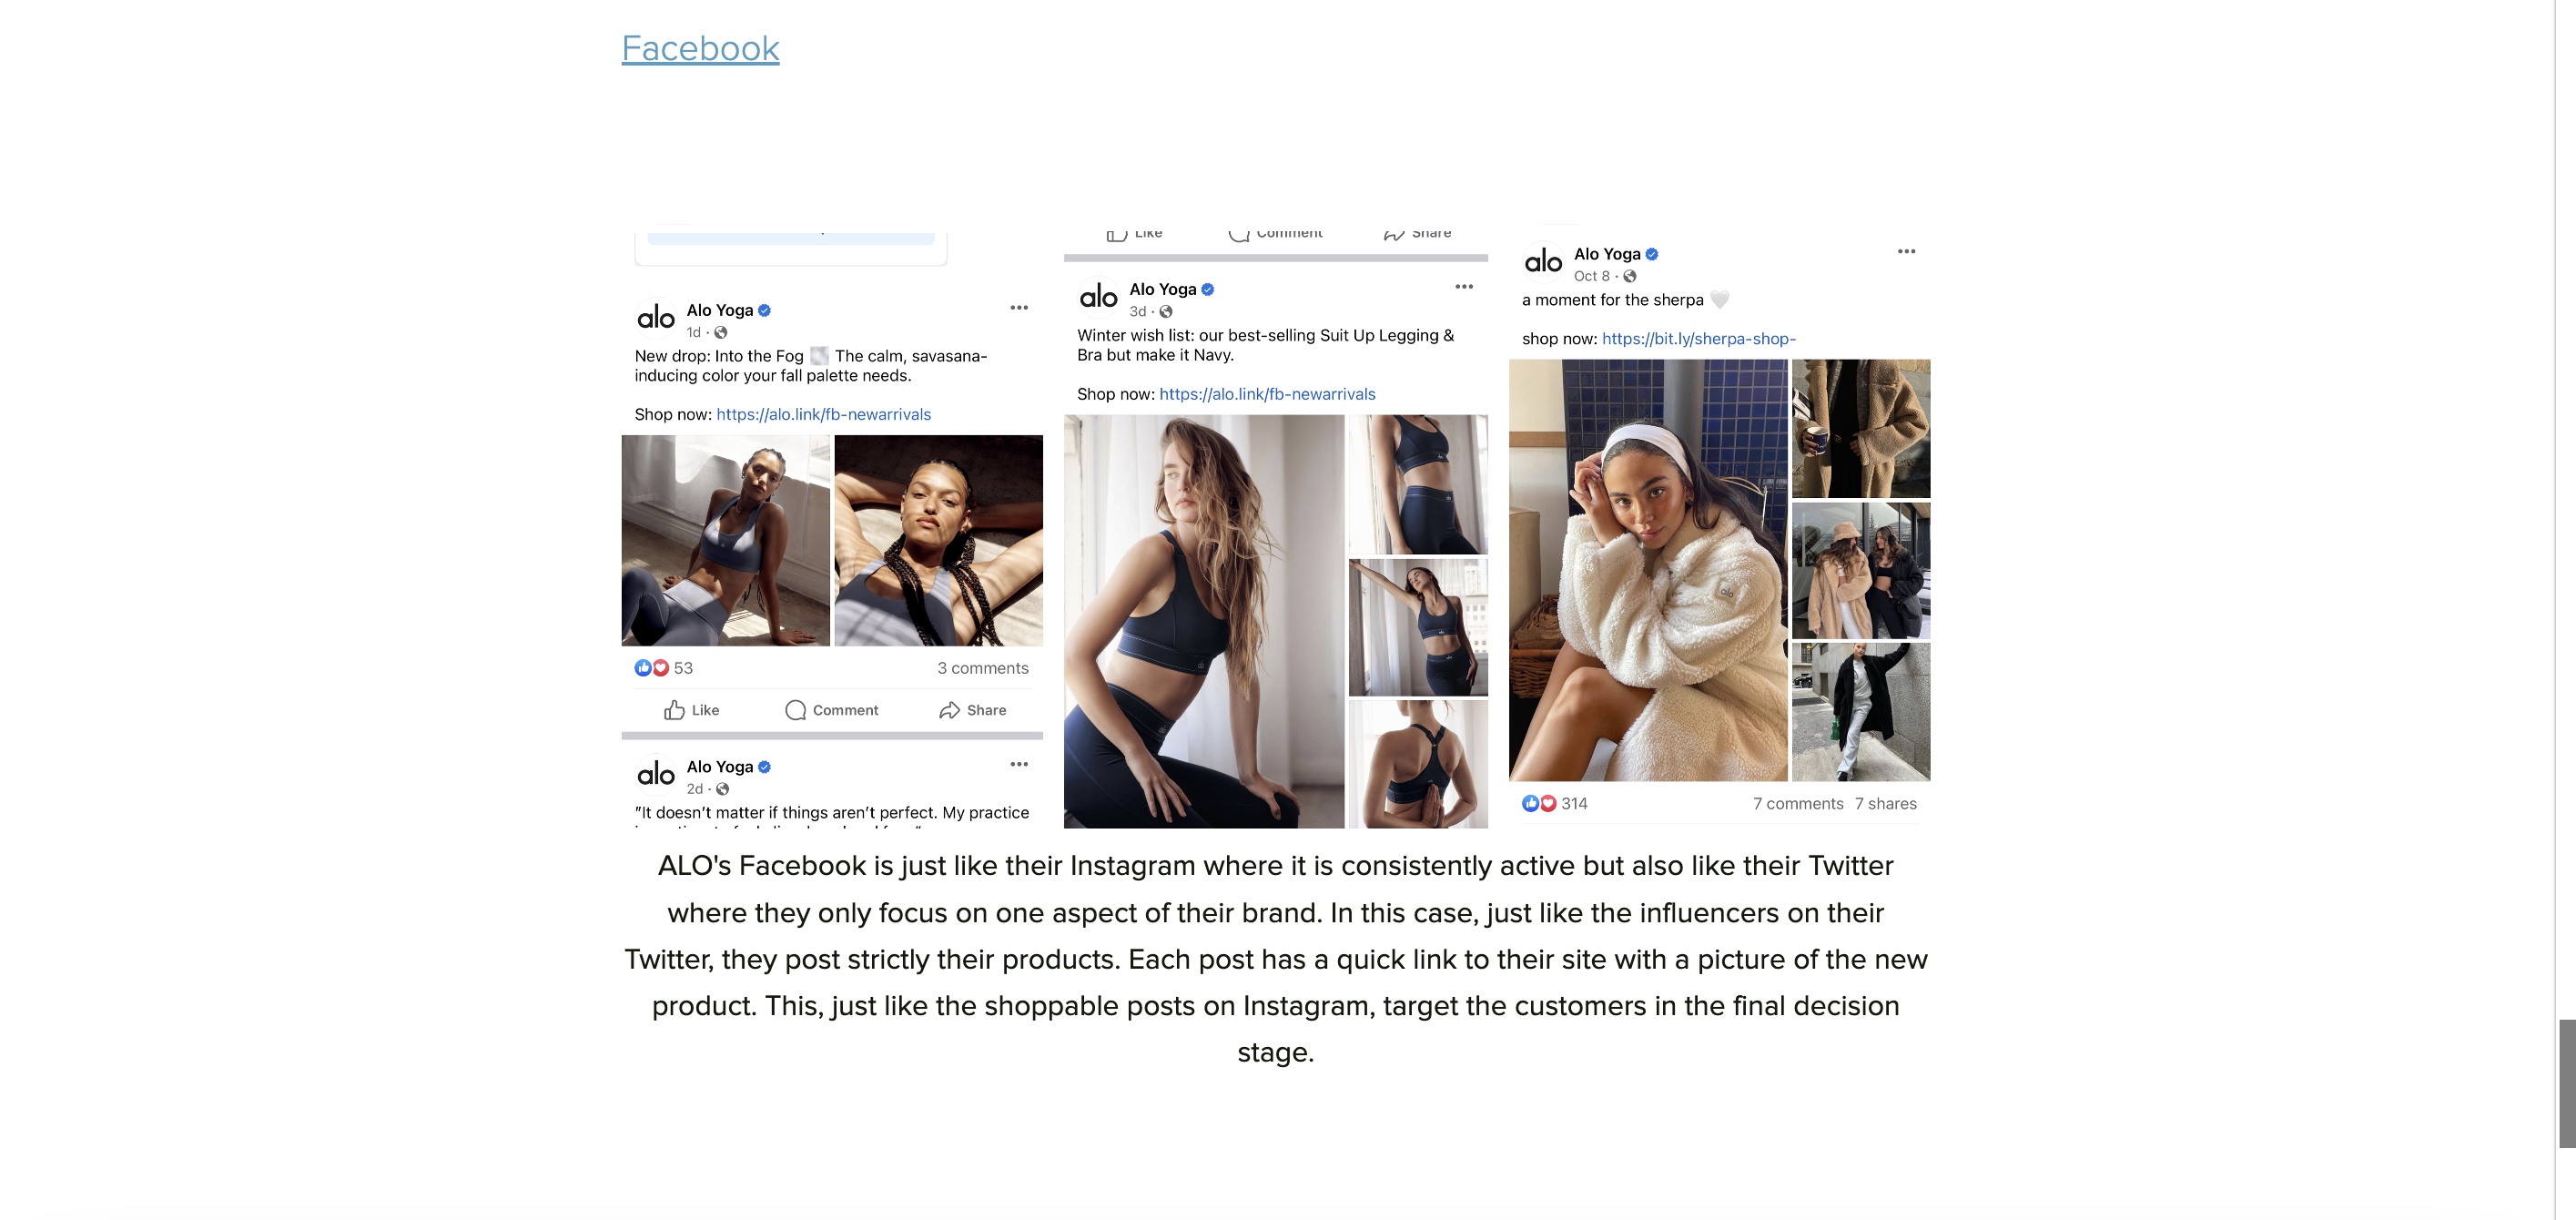 Facebook
Alo Yoga
1d
New drop: Into the Fog The calm, savasana-
inducing color your fall palette needs.
Shop now: https://alo.link/fb-newarrivals
53
3 comments
Like
Comment
Share
alo
Alo Yoga
2d
"It doesn't matter if things aren't perfect. My practice
Like
Comment
Share
alo
Alo Yoga
3d
Winter wish list: our best-selling Suit Up Legging &
Bra but make it Navy.
Shop now: https://alo.link/fb-newarrivals
alo
Alo Yoga
Oct 8
a moment for the sherpa
shop now: https://bit.ly/sherpa-shop-
alo
314
7 comments 7 shares
ALO's Facebook is just like their Instagram where it is consistently active but also like their Twitter
where they only focus on one aspect of their brand. In this case, just like the influencers on their
Twitter, they post strictly their products. Each post has a quick link to their site with a picture of the new
product. This, just like the shoppable posts on Instagram, target the customers in the final decision
stage.